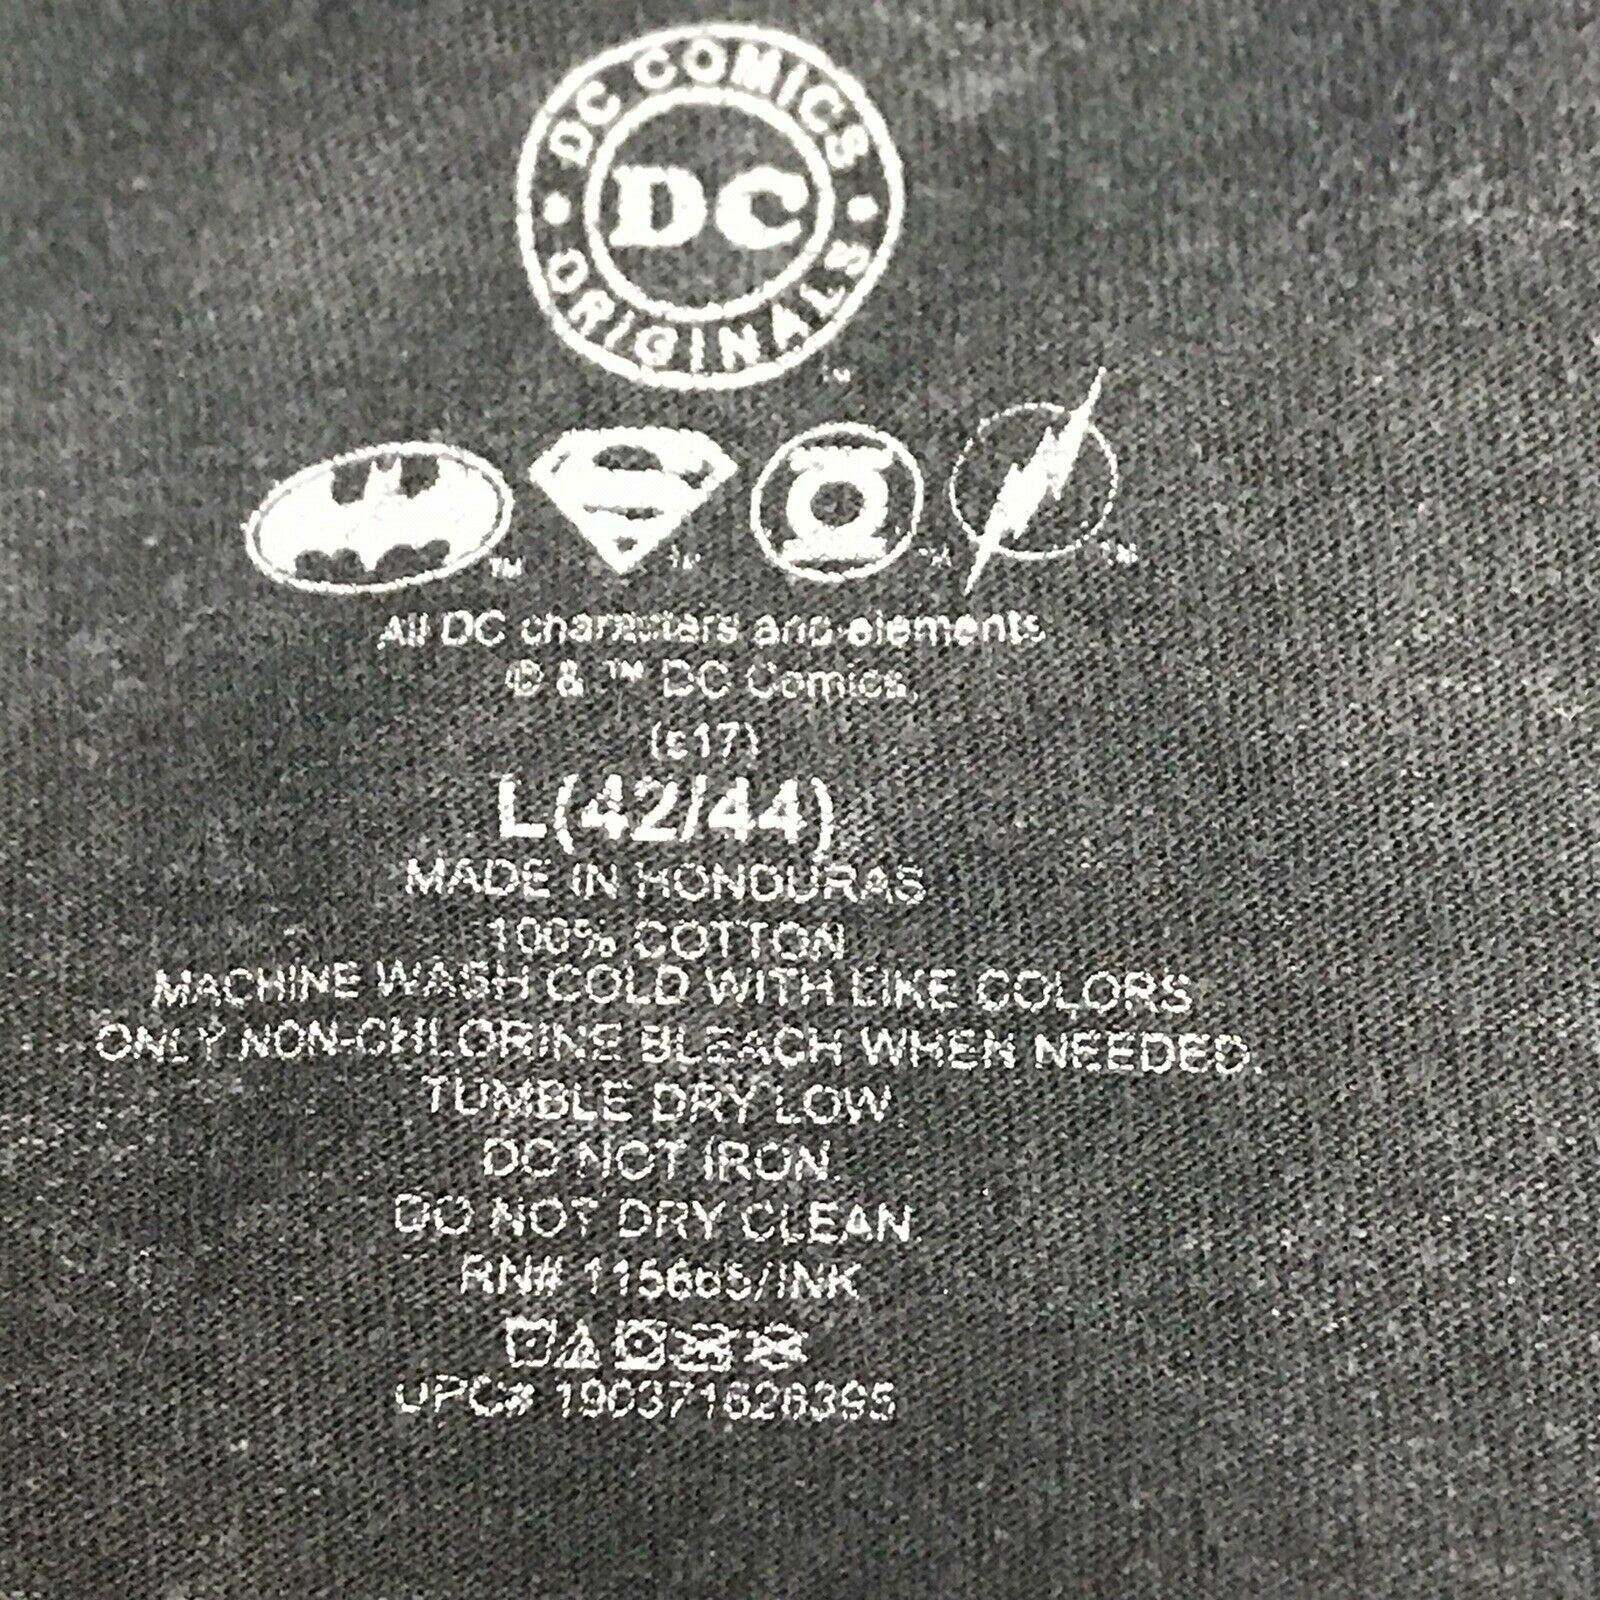 DC COMICS
DC
ORIGINALS
TM
TM TM TM TM
All DC characters and elements
© & ™ DC Comics.
(s17)
L(42/44)
MADE IN HONDURAS
100% COTTON
MACHINE WASH COLD WITH LIKE COLORS
ONLY NON-CHLORINE BLEACH WHEN NEEDED.
TUMBLE DRY LOW
DO NOT IRON.
DO NOT DRY CLEAN.
RN# /INK
UPC# 190371626395